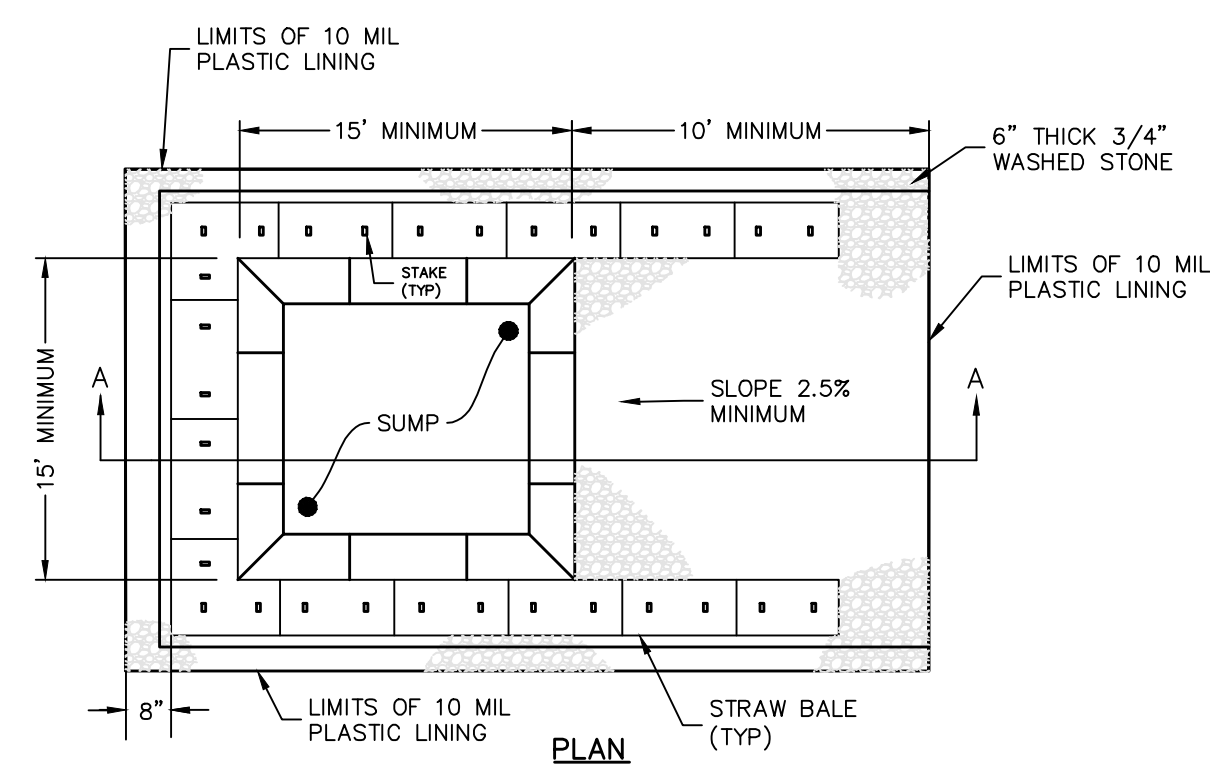 LIMITS OF 10 MIL
PLASTIC LINING
15' MINIMUM
10' MINIMUM
6" THICK 3/4"
WASHED STONE
STAKE
(TYP)
LIMITS OF 10 MIL
PLASTIC LINING
15' MINIMUM
A
SUMP
SLOPE 2.5%
MINIMUM
A
8"
LIMITS OF 10 MIL
PLASTIC LINING
STRAW BALE
(TYP)
PLAN